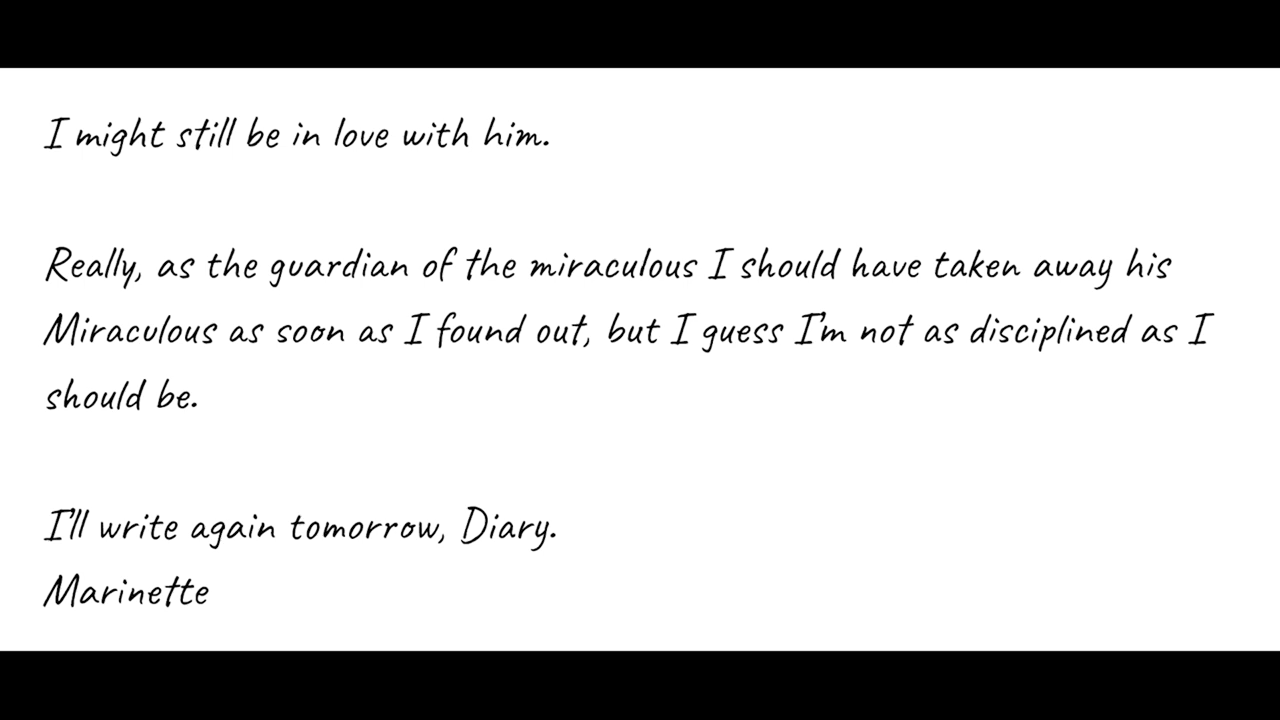 I might still be in love with him.
Really, as the guardian of the miraculous I should have taken away his
Miraculous as soon as I found out, but I guess I'm not as disciplined as I
should be.
I'll write again tomorrow, Diary.
Marinette